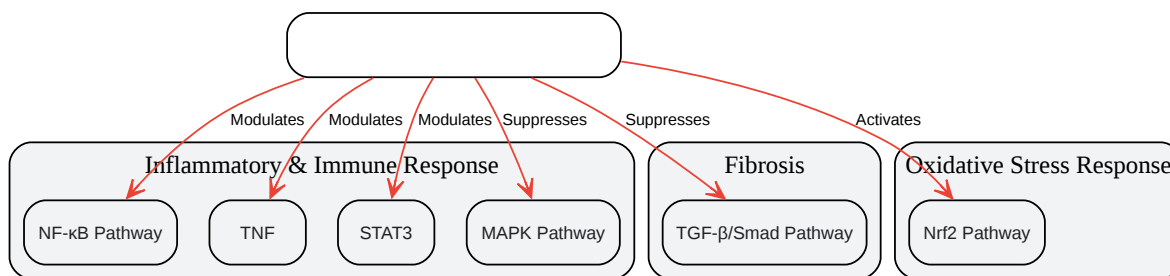 Modulates
Modulates
Modulates
Suppresses
Suppresses
Activates
Inflammatory & Immune Response
Fibrosis
Oxidative Stress Response
NF-κB Pathway
TNF
STAT3
MAPK Pathway
TGF-β/Smad Pathway
Nrf2 Pathway